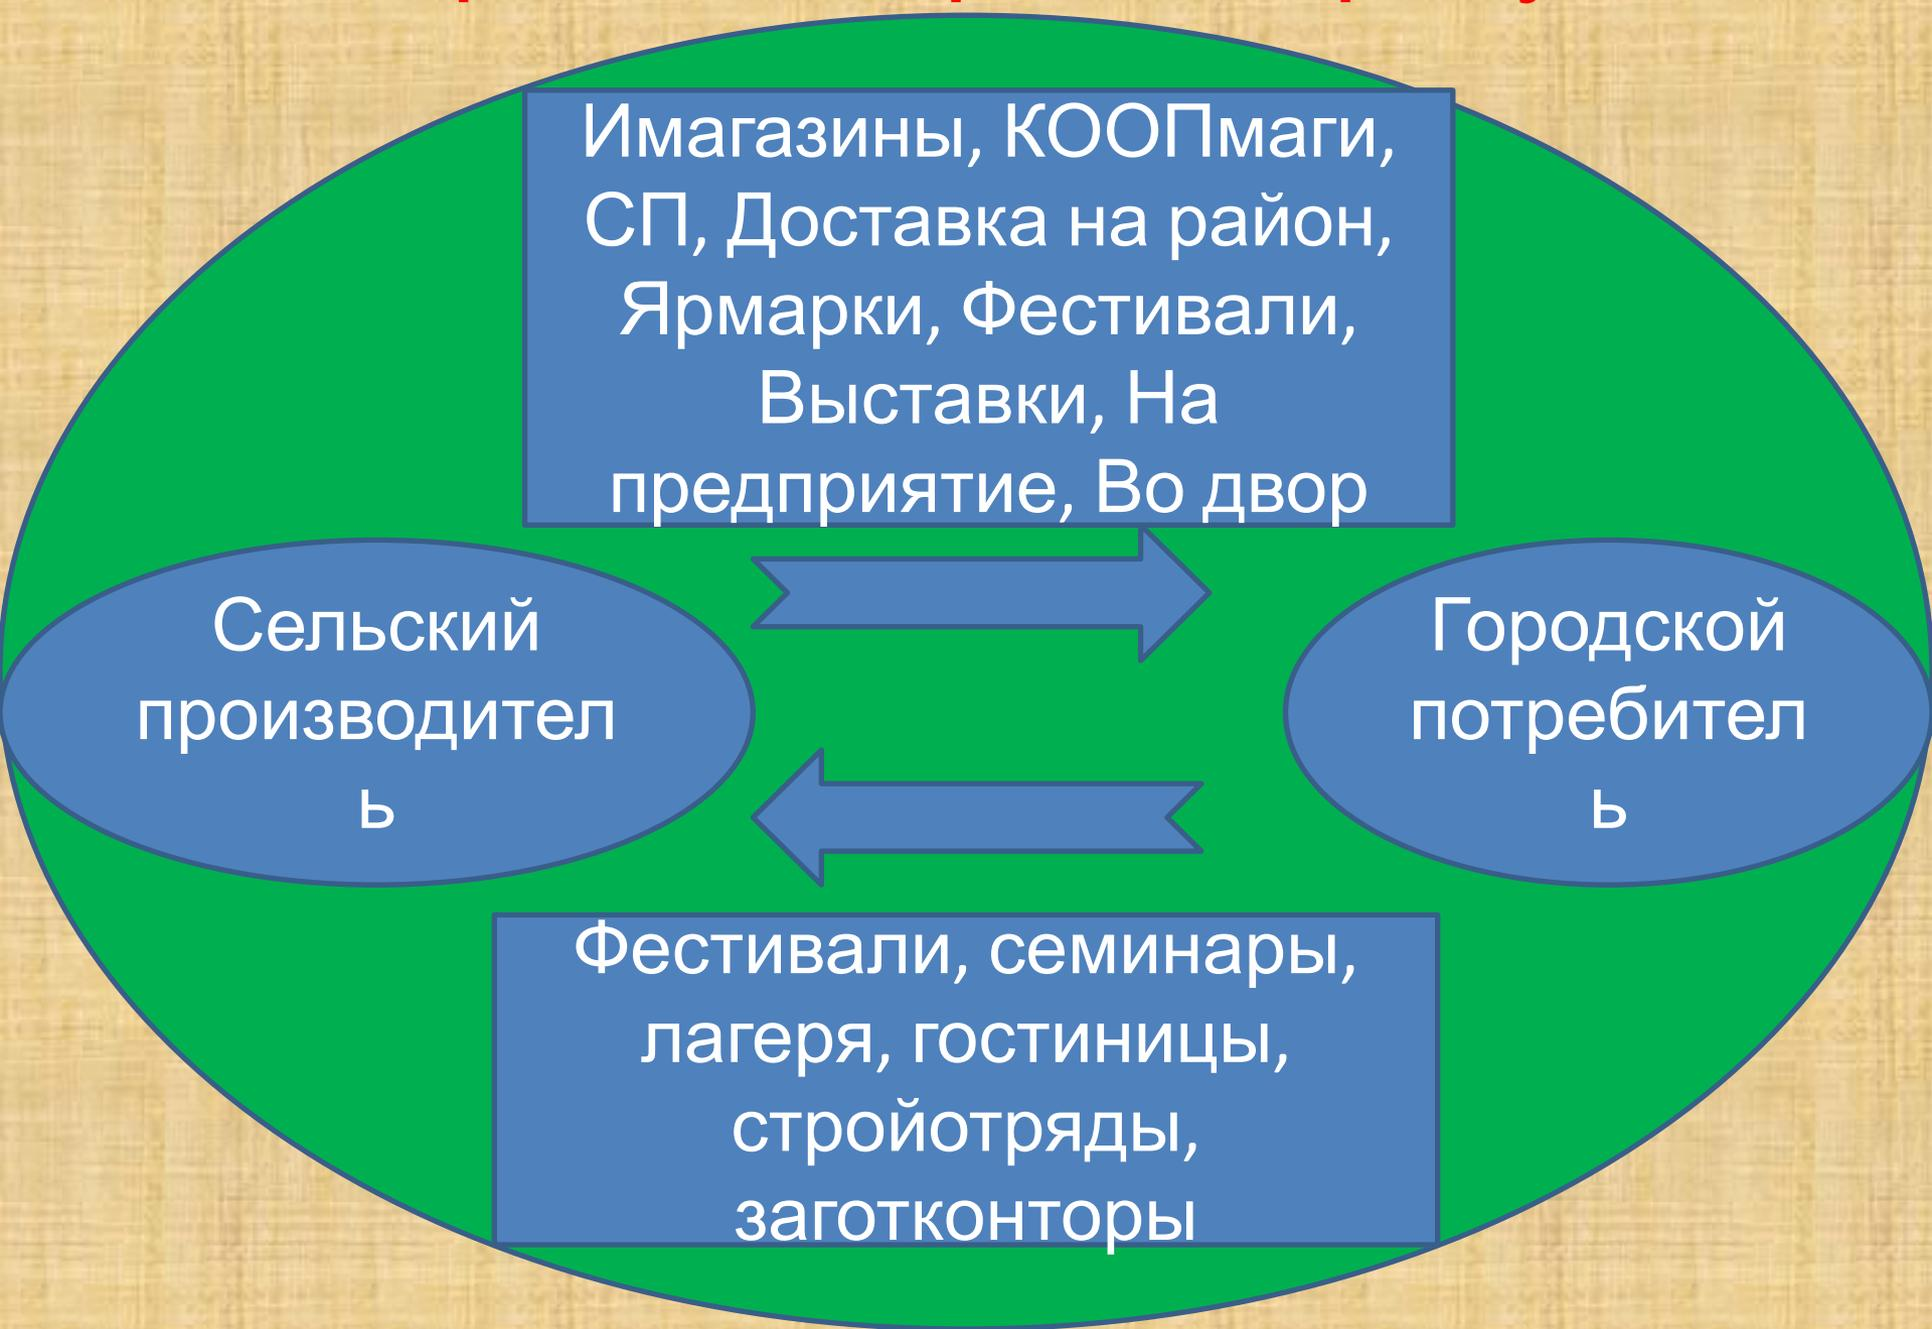 Имагазины, КООПмаги,
СП, Доставка на район,
Ярмарки, Фестивали,
Выставки, На
предприятие, Во двор
Сельский
производител
ь
Городской
потребител
ь
Фестивали, семинары,
лагеря, гостиницы,
стройотряды,
заготконторы